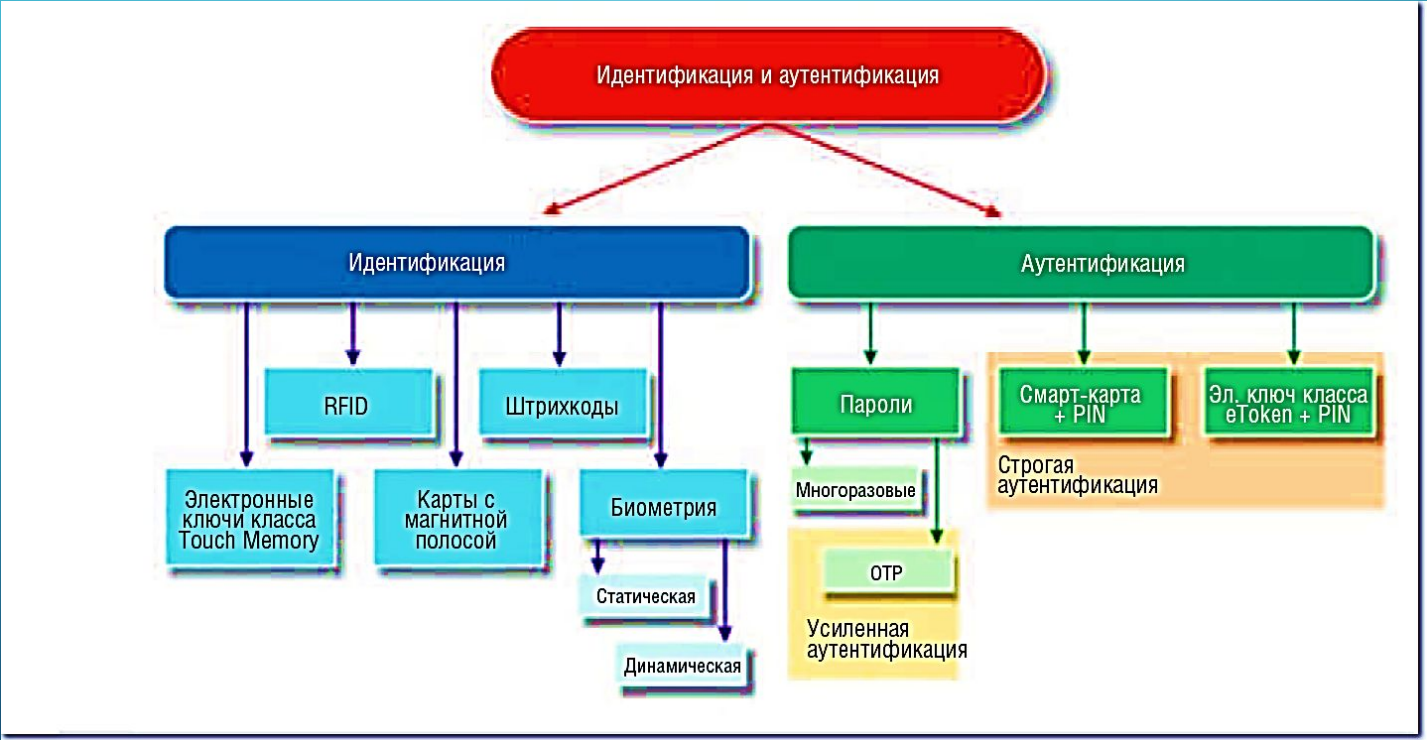 Идентификация и аутентификация
Идентификация
Аутентификация
RFID
Штрихкоды
Пароли
Смарт-карта
+ PIN
Эл. ключ класса
eToken + PIN
Строгая
аутентификация
Электронные
ключи класса
Touch Memory
Карты с
магнитной
полосой
Биометрия
Многоразовые
Статическая
Динамическая
OTP
Усиленная
аутентификация